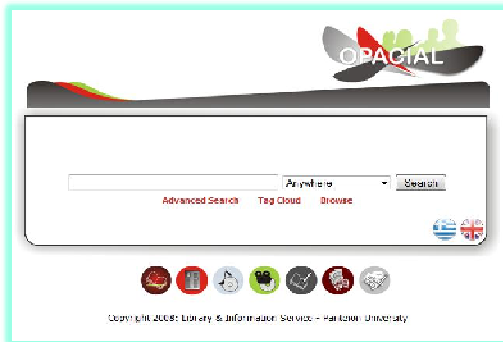 OPACIAL
Anywhere Search
Advanced Search Tag Cloud Browse
Copyright 2008: Library & Information Service - Panteion University